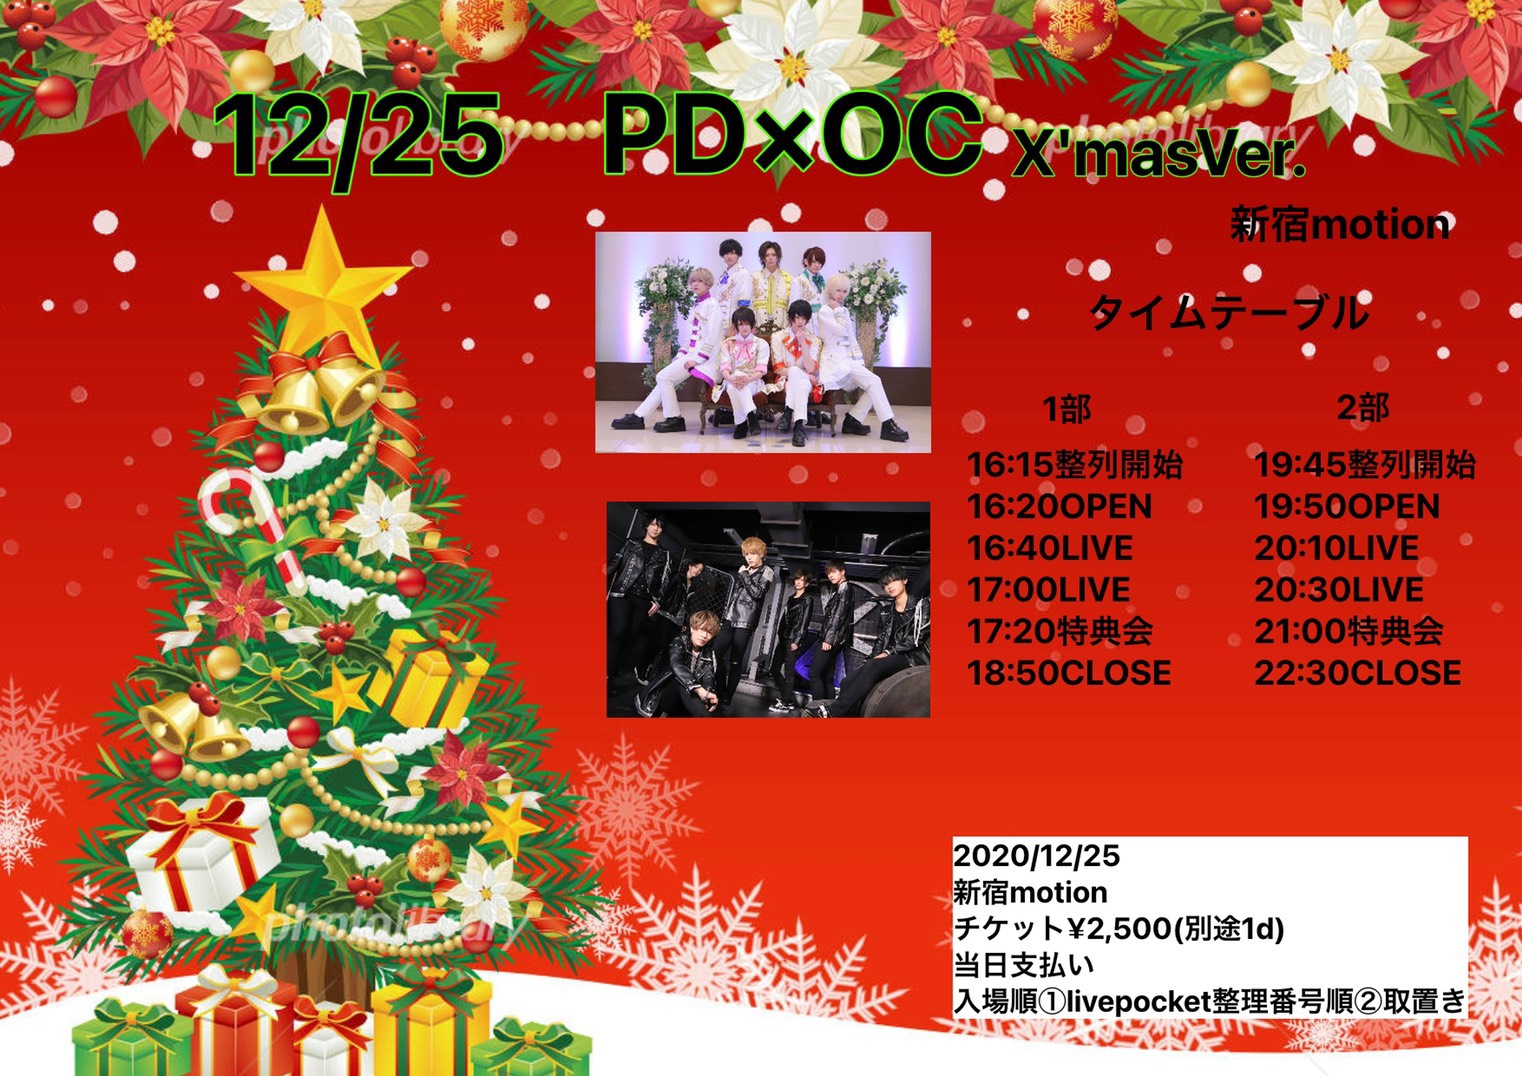 12/25 PD×OC X'masVer.
新宿motion
タイムテーブル
1部
16:15整列開始
16:20OPEN
16:40LIVE
17:00LIVE
17:20特典会
18:50CLOSE
2部
19:45整列開始
19:50OPEN
20:10LIVE
20:30LIVE
21:00特典会
22:30CLOSE
2020/12/25
新宿motion
チケット¥2,500(別途1d)
当日支払い
入場順①livepocket整理番号順②取置き
photolibrary
photolibrary
photolibrary